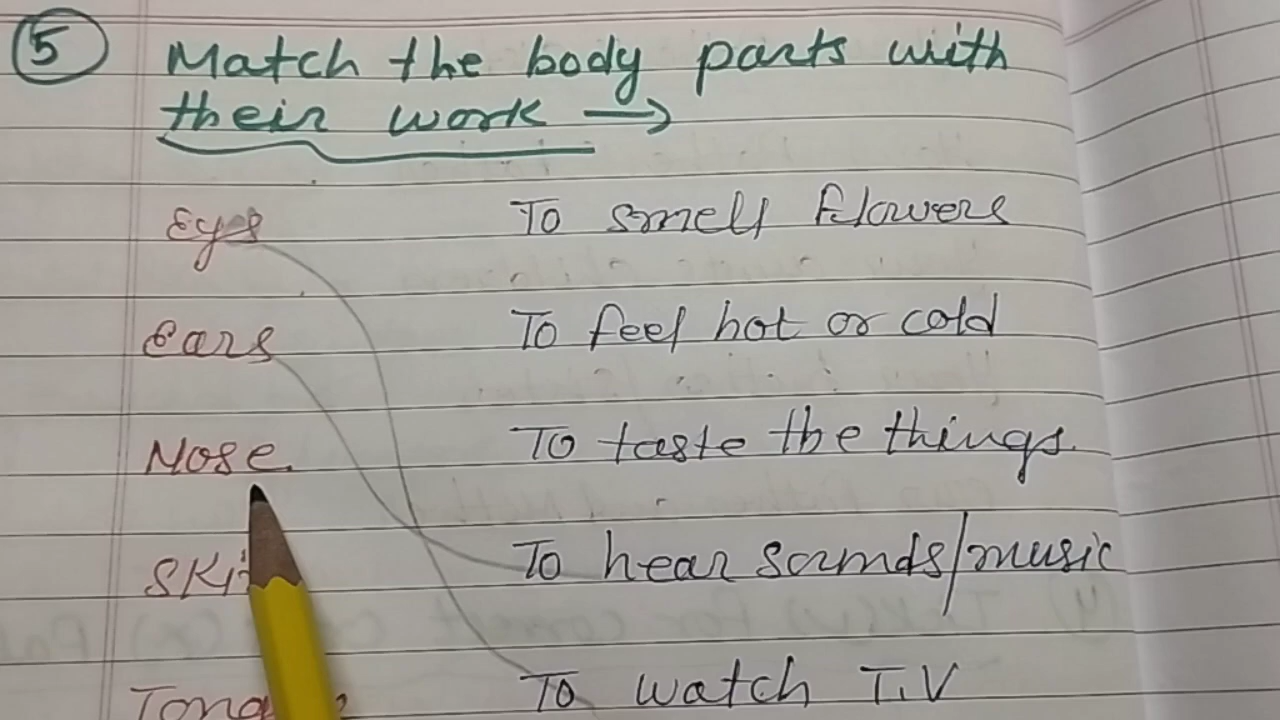 5 Match the body parts with
their work →
Eys To smell flowers
Ears To feel hot or cold
Nose To taste the things.
To hear sounds/music
To watch T.V